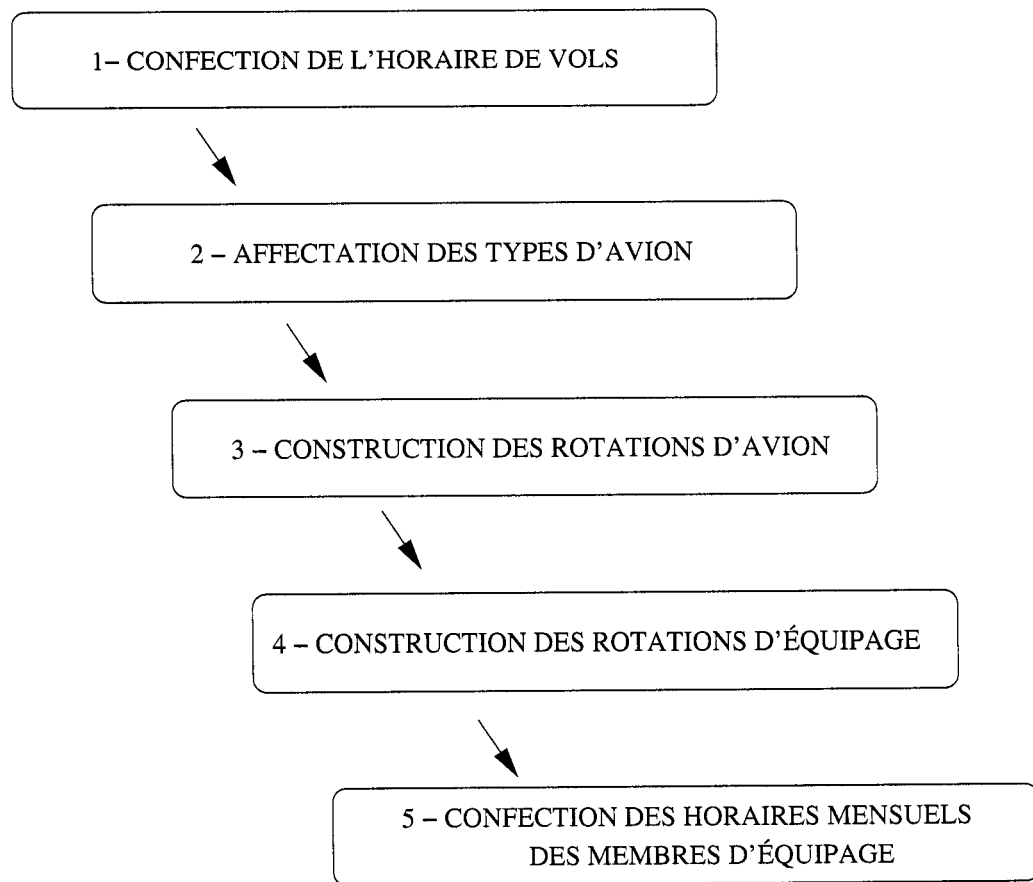 1– CONFECTION DE L'HORAIRE DE VOLS
2 – AFFECTATION DES TYPES D'AVION
3 – CONSTRUCTION DES ROTATIONS D'AVION
4 – CONSTRUCTION DES ROTATIONS D'ÉQUIPAGE
5 – CONFECTION DES HORAIRES MENSUELS
DES MEMBRES D'ÉQUIPAGE